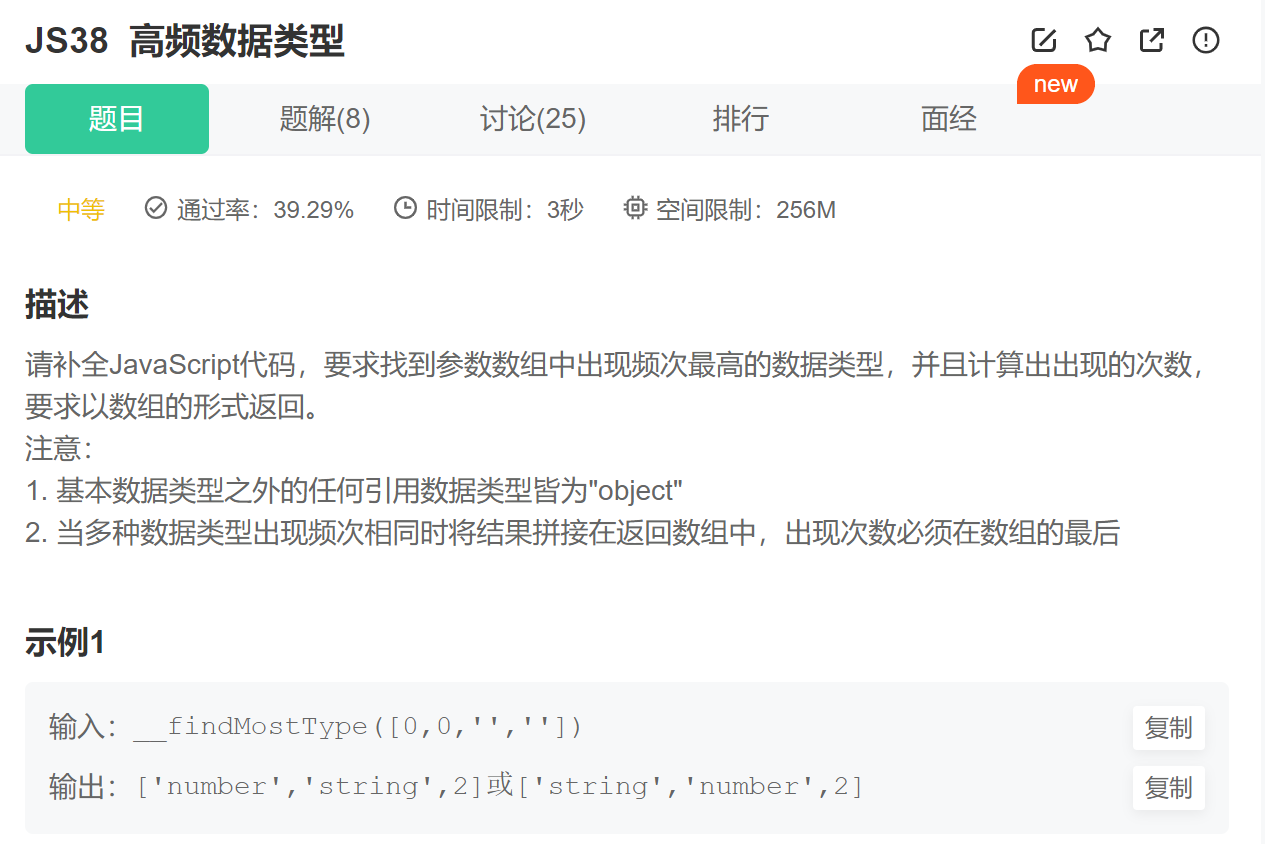 JS38 高频数据类型
new
题目 题解(8) 讨论(25) 排行 面经
中等 通过率：39.29% 时间限制：3秒 空间限制：256M
描述
请补全JavaScript代码，要求找到参数数组中出现频次最高的数据类型，并且计算出出现的次数，
要求以数组的形式返回。
注意：
1. 基本数据类型之外的任何引用数据类型皆为"object"
2. 当多种数据类型出现频次相同时将结果拼接在返回数组中，出现次数必须在数组的最后
示例1
输入：__findMostType([0,0,'',''])
复制
输出：['number','string',2]或['string','number',2]
复制